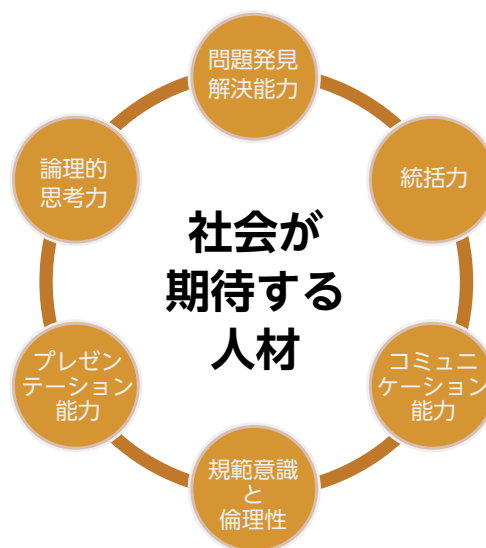 問題発見
解決能力
論理的
思考力
統括力
社会が
期待する
人材
プレゼン
テーション
能力
コミュニ
ケーション
能力
規範意識
と
倫理性